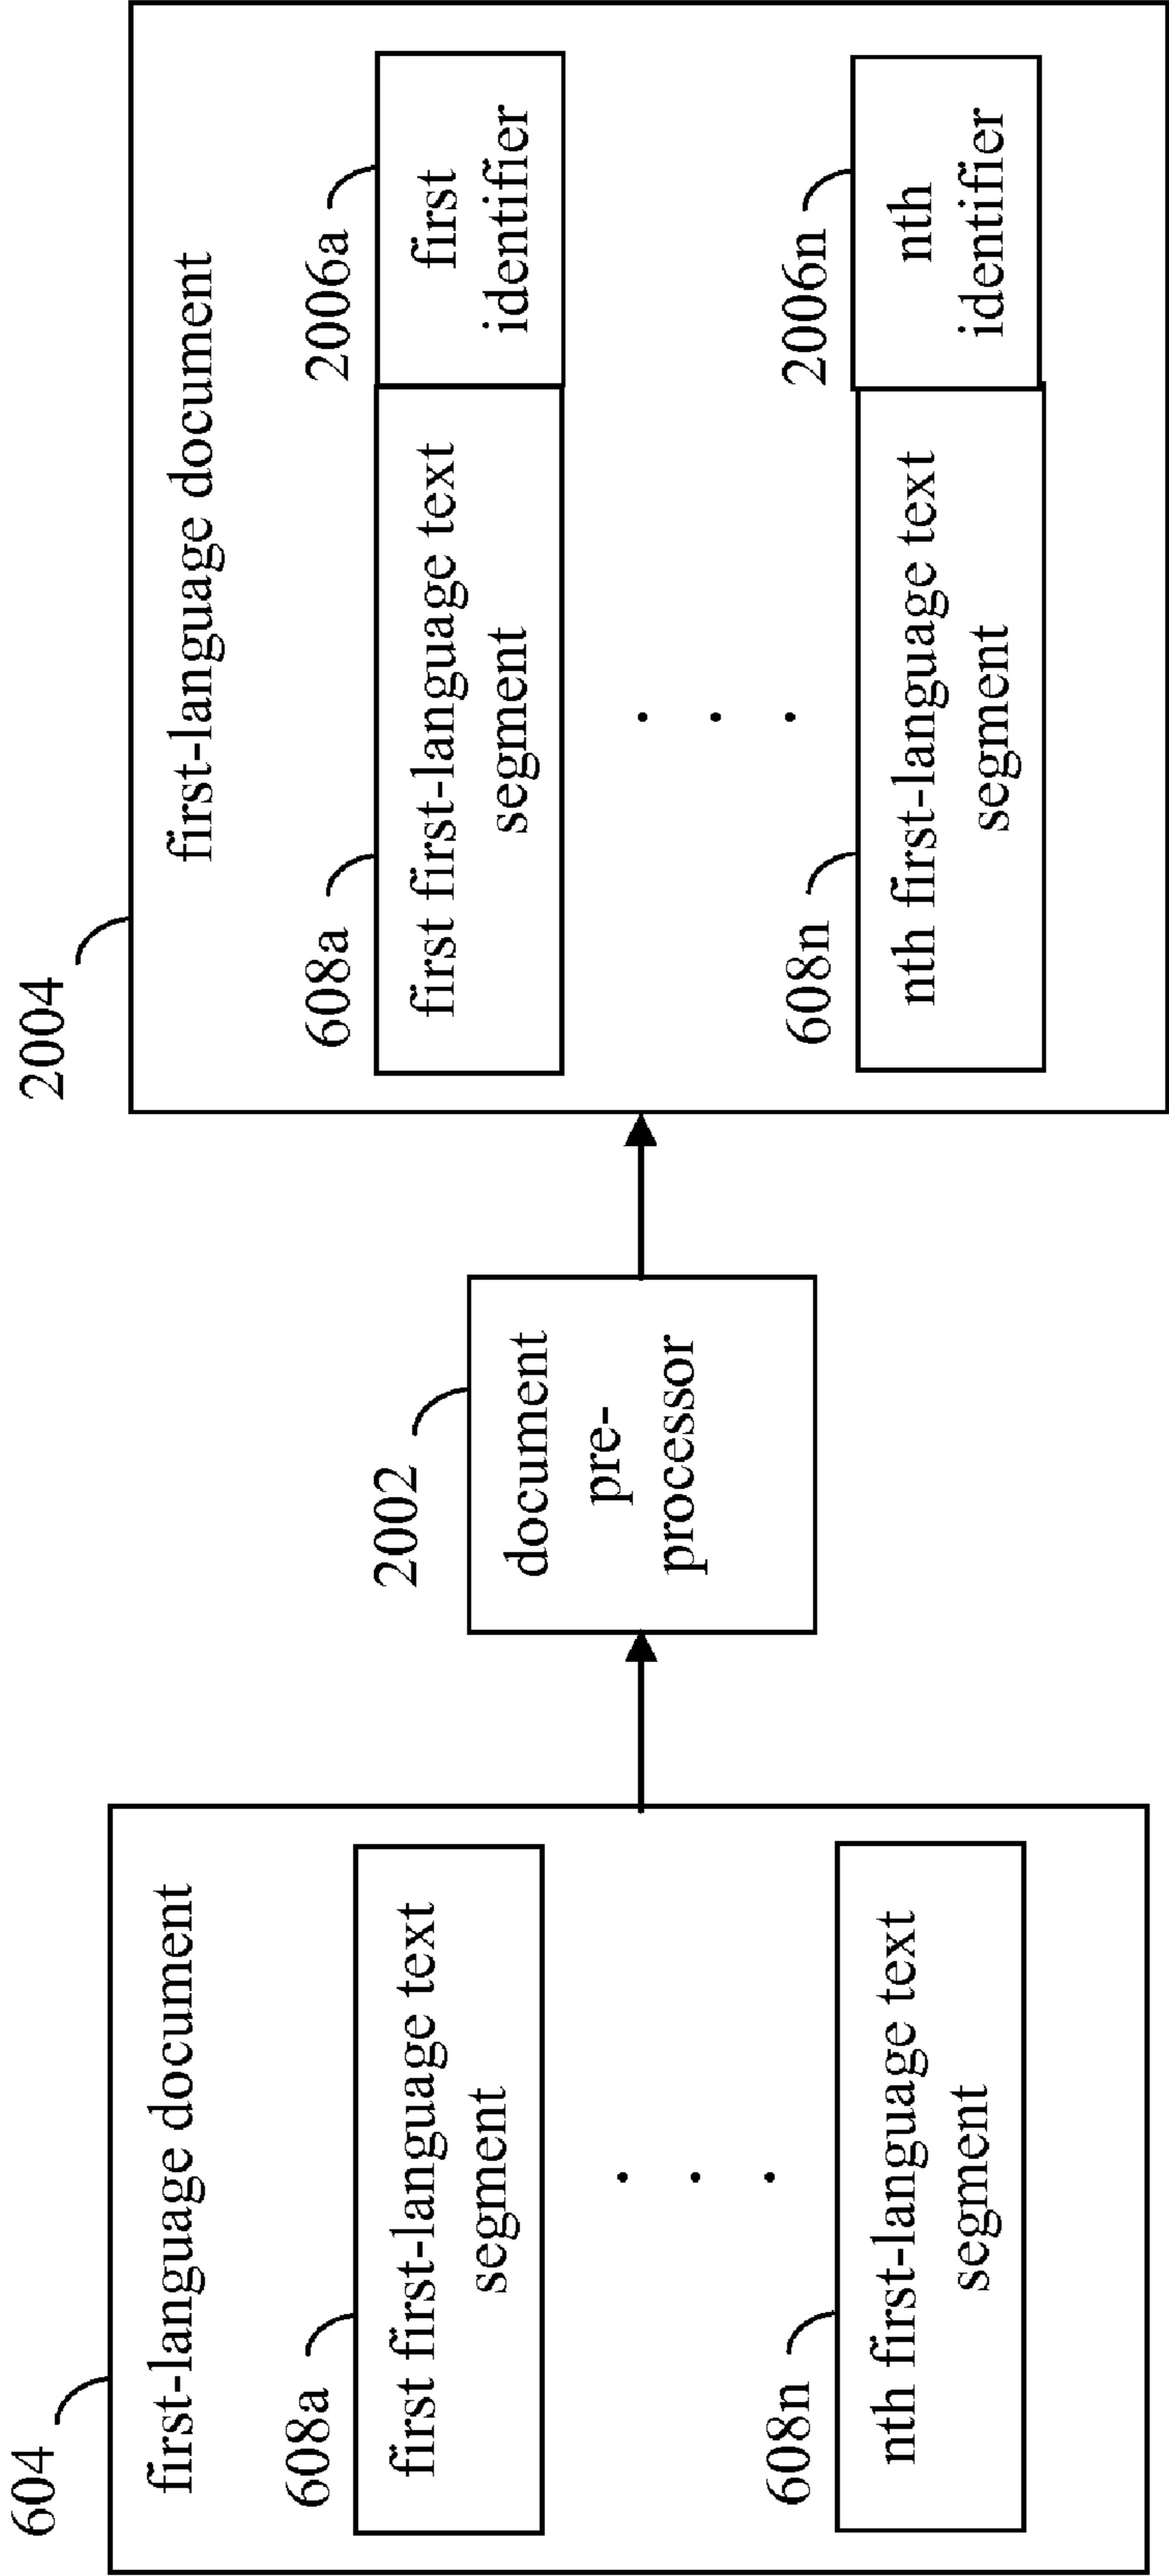 604
first-language document
608a
first first-language text
segment
.
.
.
608n
nth first-language text
segment
2002
document
pre-
processor
2004
first-language document
608a
first first-language text
segment
2006a
first
identifier
.
.
.
608n
nth first-language text
segment
2006n
nth
identifier